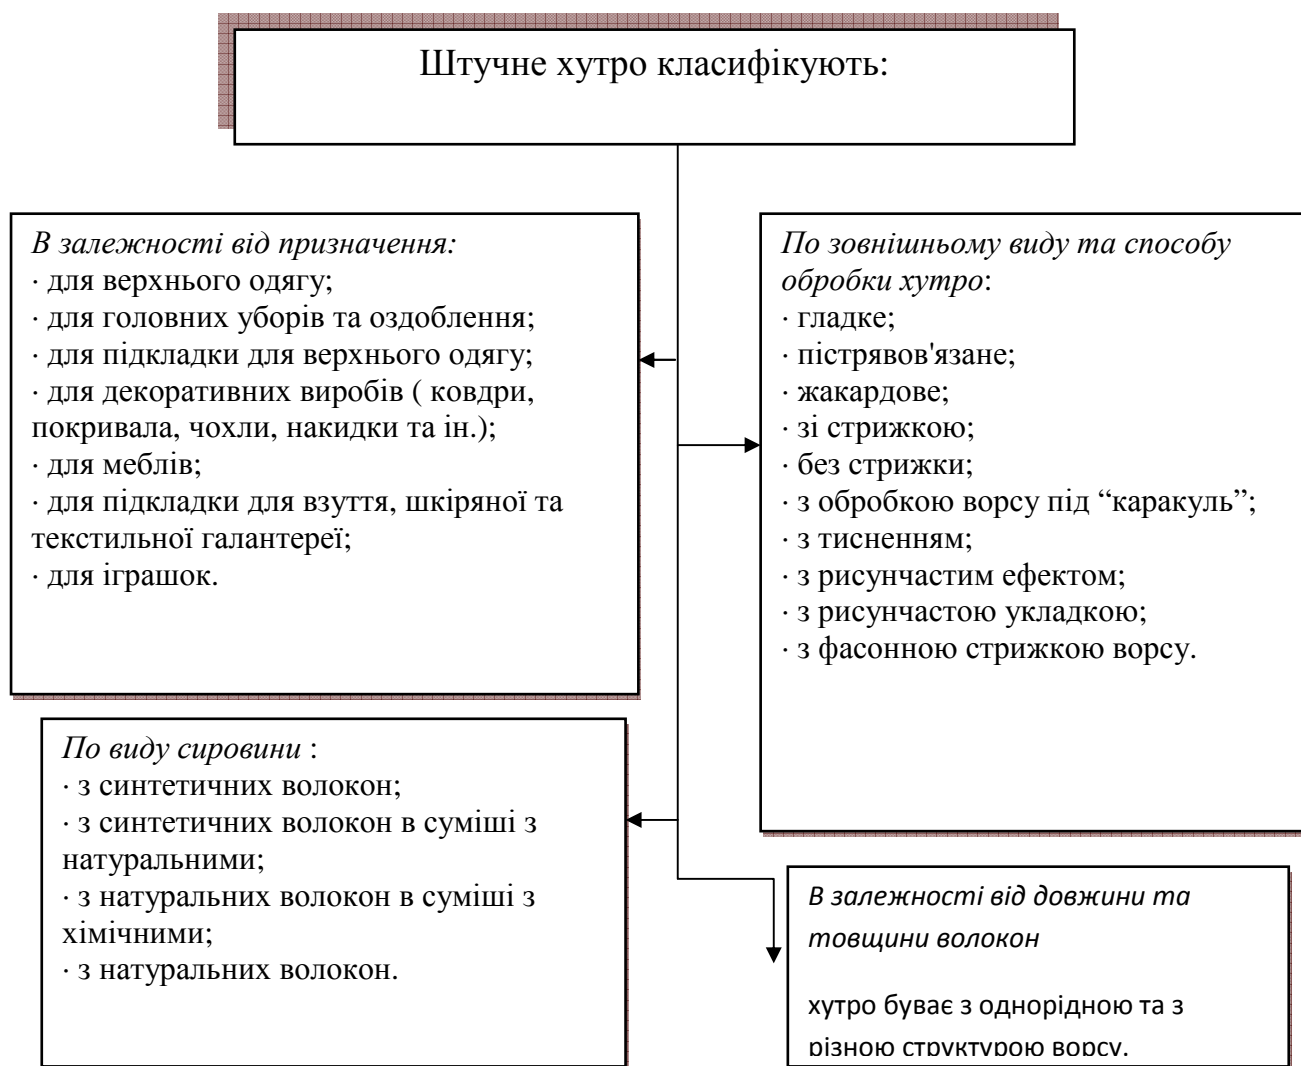 Штучне хутро класифікують:
В залежності від призначення:
· для верхнього одягу;
· для головних уборів та оздоблення;
· для підкладки для верхнього одягу;
· для декоративних виробів ( ковдри,
покривала, чохли, накидки та ін.);
· для меблів;
· для підкладки для взуття, шкіряної та
текстильної галантереї;
· для іграшок.
По зовнішньому виду та способу
обробки хутро:
· гладке;
· пістрявов'язане;
· жакардове;
· зі стрижкою;
· без стрижки;
· з обробкою ворсу під “каракуль”;
· з тисненням;
· з рисунчастим ефектом;
· з рисунчастою укладкою;
· з фасонною стрижкою ворсу.
По виду сировини :
· з синтетичних волокон;
· з синтетичних волокон в суміші з
натуральними;
· з натуральних волокон в суміші з
хімічними;
· з натуральних волокон.
В залежності від довжини та
товщини волокон
хутро буває з однорідною та з
різною структурою ворсу.